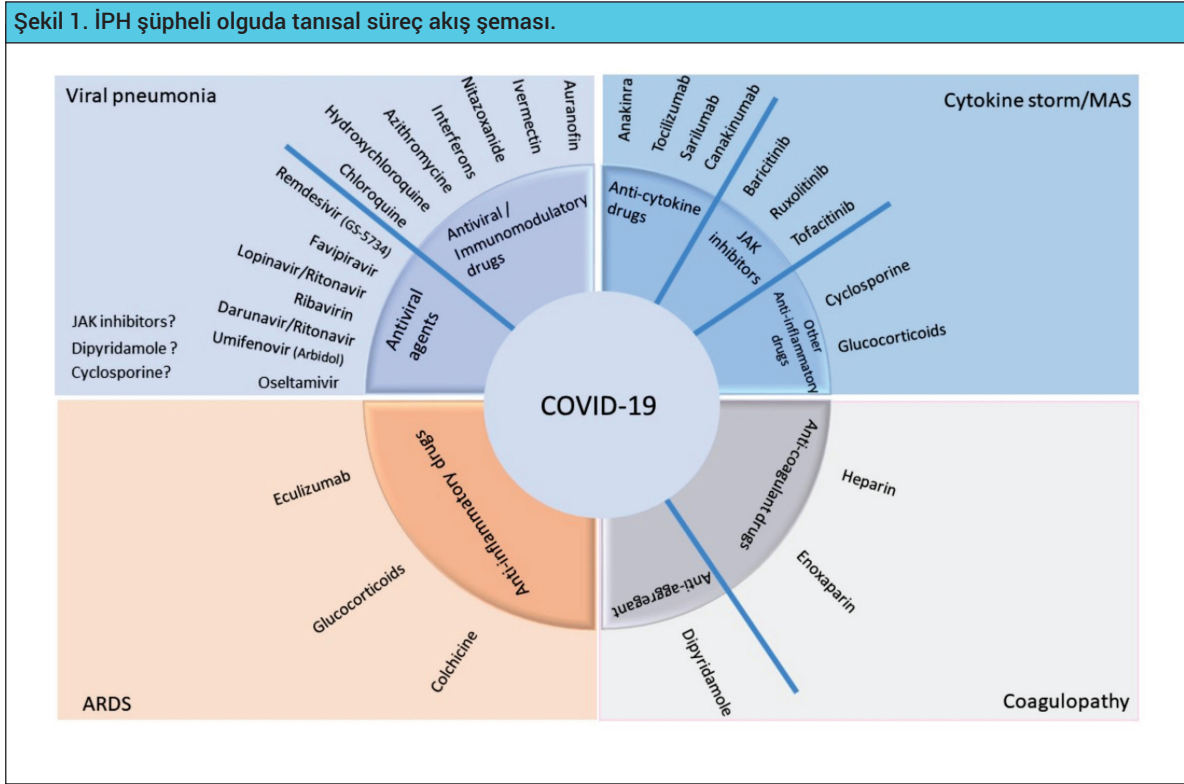 Şekil 1. İPH şüpheli olguda tanısal süreç akış şeması.
Viral pneumonia
Auranofin
Ivermectin
Nitazoxanide
Interferons
Azithromycine
Hydroxychloroquine
Chloroquine
Remdesivir (GS-5734)
Favipiravir
Lopinavir/Ritonavir
Ribavirin
Darunavir/Ritonavir
Umifenovir (Arbidol)
Oseltamivir
JAK inhibitors?
Dipyridamole ?
Cyclosporine?
Antiviral /
Immunomodulatory
drugs
Antiviral
agents
Cytokine storm/MAS
Anakinra
Tocilizumab
Sarilumab
Canakinumab
Baricitinib
Ruxolitinib
Tofacitinib
Cyclosporine
Glucocorticoids
Anti-cytokine
drugs
JAK
inhibitors
Other
Anti-inflammatory
drugs
COVID-19
Anti-inflammatory drugs
Eculizumab
Glucocorticoids
Colchicine
ARDS
Anti-coagulant drugs
Anti-aggregant
Heparin
Enoxaparin
Dipyridamole
Coagulopathy